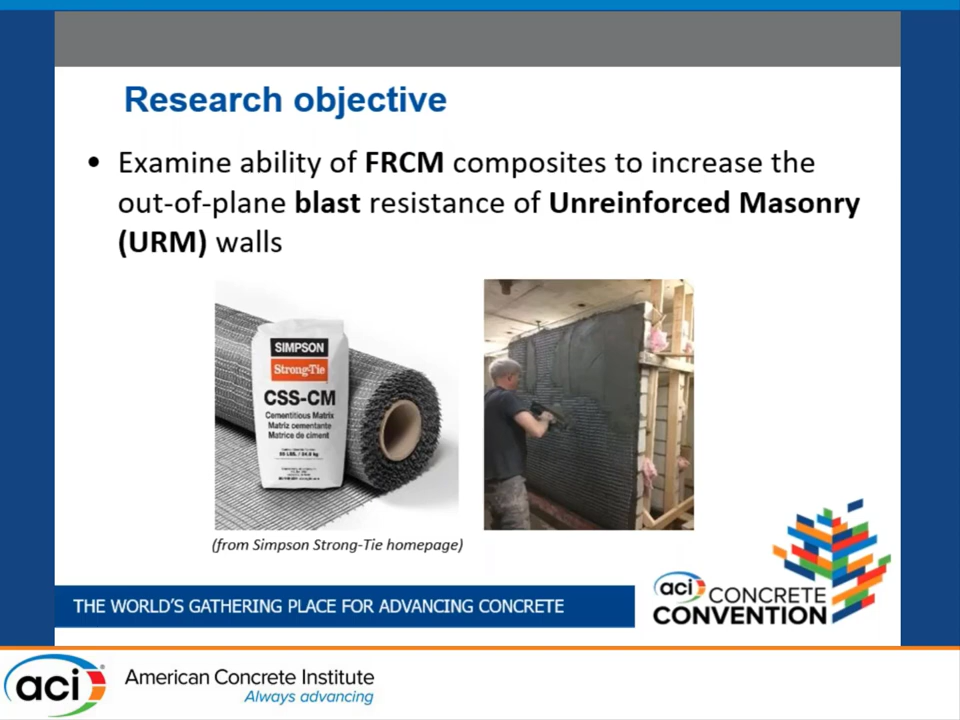 Research objective
• Examine ability of FRCM composites to increase the
out-of-plane blast resistance of Unreinforced Masonry
(URM) walls
SIMPSON
Strong-Tie
CSS-CM
Cementitious Matrix
Matriz cementante
Matrice de ciment
(from Simpson Strong-Tie homepage)
THE WORLD'S GATHERING PLACE FOR ADVANCING CONCRETE
aci CONCRETE
CONVENTION
aci
American Concrete Institute
Always advancing